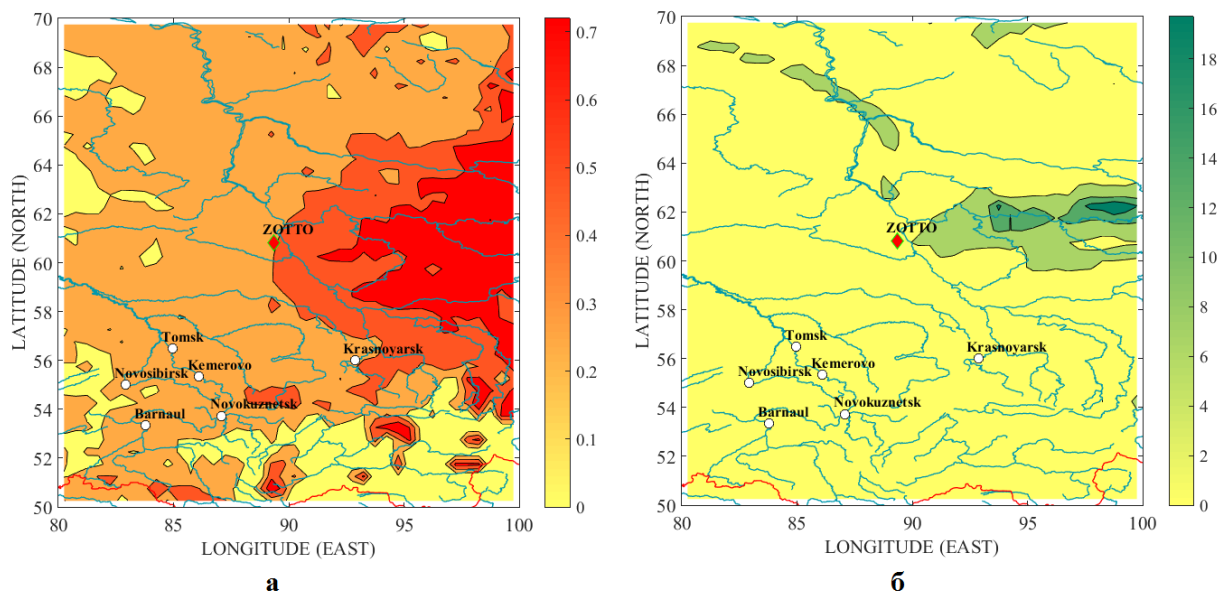 70
68
66
64
62
60
58
56
54
52
50
LATITUDE (NORTH)
80
85
90
95
100
LONGITUDE (EAST)
ZOTTO
Tomsk
Kemerovo
Krasnoyarsk
Novosibirsk
Novokuznetsk
Barnaul
0.7
0.6
0.5
0.4
0.3
0.2
0.1
0
а
70
68
66
64
62
60
58
56
54
52
50
LATITUDE (NORTH)
80
85
90
95
100
LONGITUDE (EAST)
ZOTTO
Tomsk
Kemerovo
Krasnoyarsk
Novosibirsk
Novokuznetsk
Barnaul
18
16
14
12
10
8
6
4
2
0
б